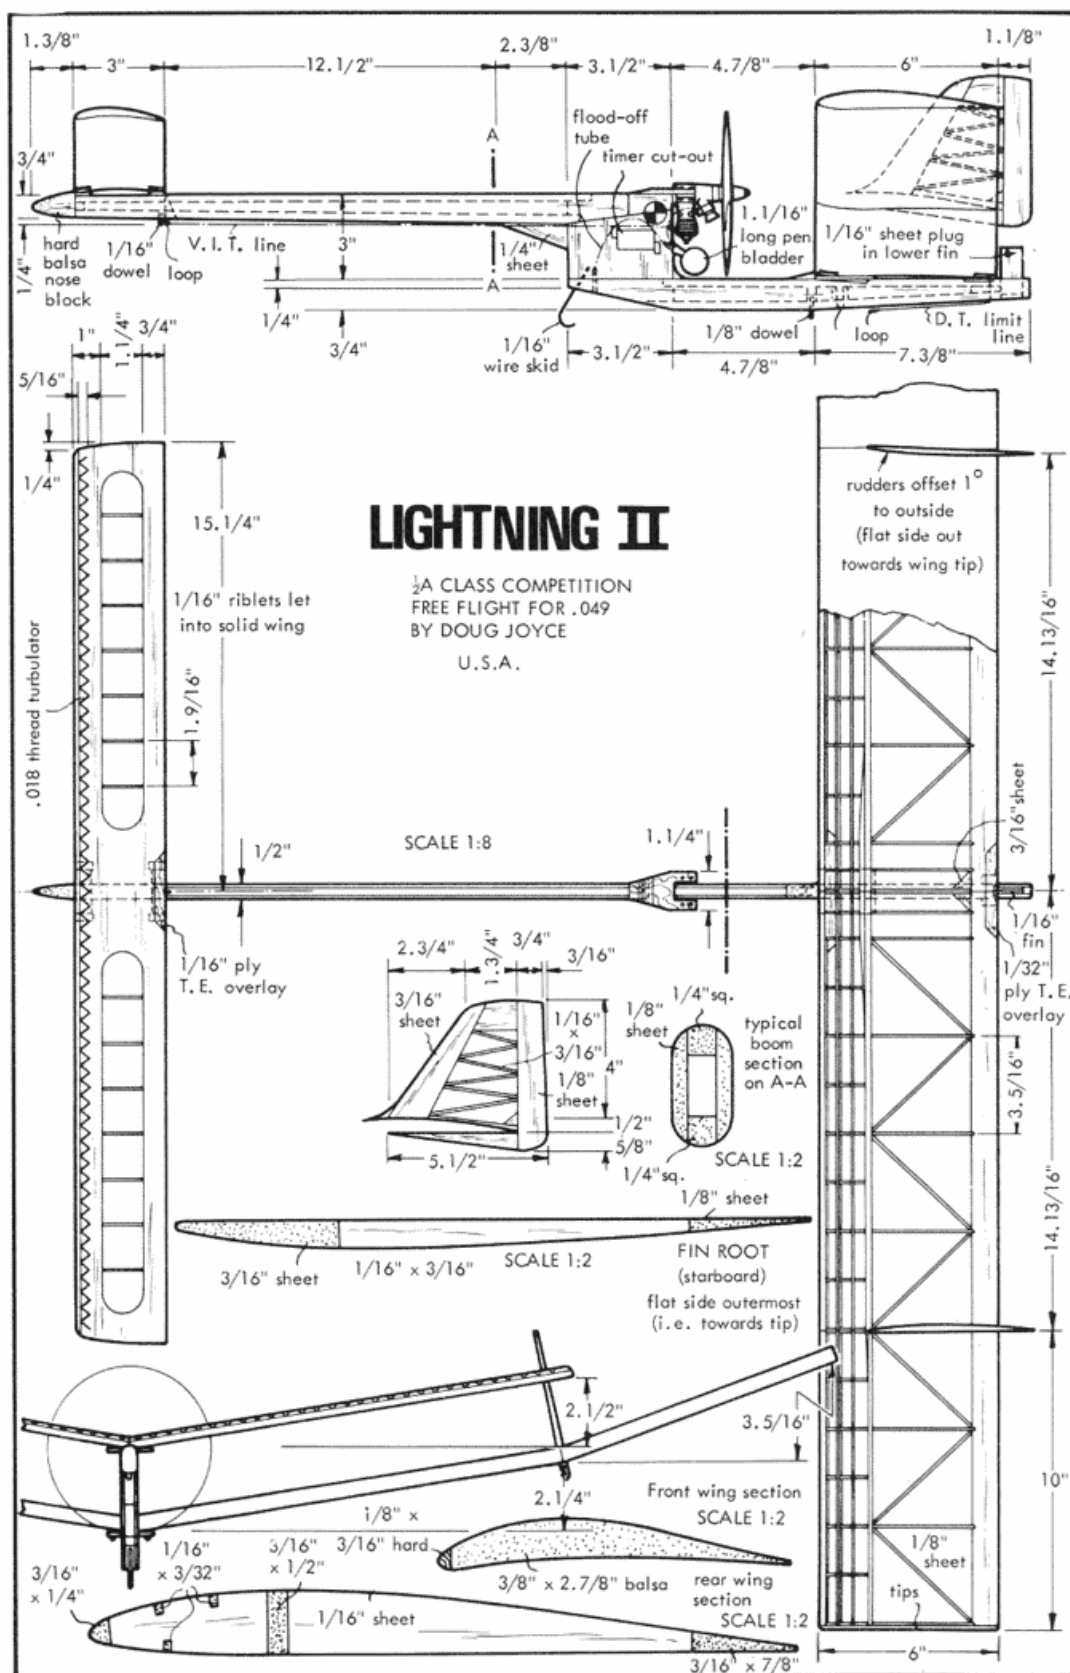 1.3/8"
3"
12.1/2"
2.3/8"
3.1/2"
4.7/8"
6"
1.1/8"
flood-off
tube
timer cut-out
A
3/4"
1/4"
hard
balsa
nose
block
1/16"
dowel
V.I.T. line
loop
3"
1/4"
sheet
A
1/4"
3/4"
1/16"
wire skid
3.1/2"
1.1/16"
long pen
bladder
1/16" sheet plug
in lower fin
1/8" dowel
4.7/8"
loop
D.T. limit
line
7.3/8"
1"
1.1/4"
3/4"
5/16"
1/4"
15.1/4"
LIGHTNING II
½A CLASS COMPETITION
FREE FLIGHT FOR .049
BY DOUG JOYCE
U.S.A.
rudders offset 1°
to outside
(flat side out
towards wing tip)
14.13/16"
1/16" riblets let
into solid wing
.018 thread turbulator
1.9/16"
SCALE 1:8
1/2"
1.1/4"
3/16" sheet
1/16" ply
T.E. overlay
1/16"
fin
1/32"
ply T.E.
overlay
2.3/4"
1.3/4"
3/4"
3/16"
3/16"
sheet
1/16"
x
3/16"
4"
1/8"
sheet
1/2"
5/8"
5.1/2"
1/4"sq.
1/8"
sheet
typical
boom
section
on A-A
1/4"sq.
SCALE 1:2
3.5/16"
14.13/16"
1/8" sheet
3/16" sheet
1/16" x 3/16"
SCALE 1:2
FIN ROOT
(starboard)
flat side outermost
(i.e. towards tip)
2.1/2"
3.5/16"
2.1/4"
Front wing section
SCALE 1:2
1/8" x
3/16" hard
3/8" x 2.7/8" balsa
10"
1/8"
sheet
tips
3/16"
x 1/4"
1/16"
x 3/32"
3/16"
x 1/2"
1/16" sheet
rear wing
section
SCALE 1:2
3/16" x 7/8"
6"